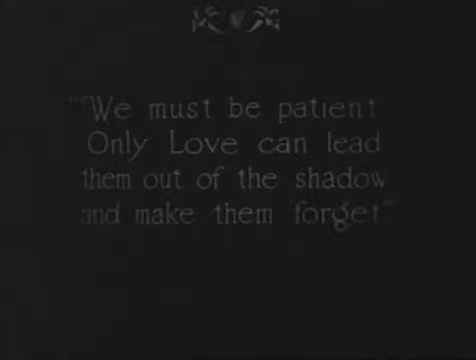 "We must be patient
Only Love can lead
them out of the shadow
and make them forget"